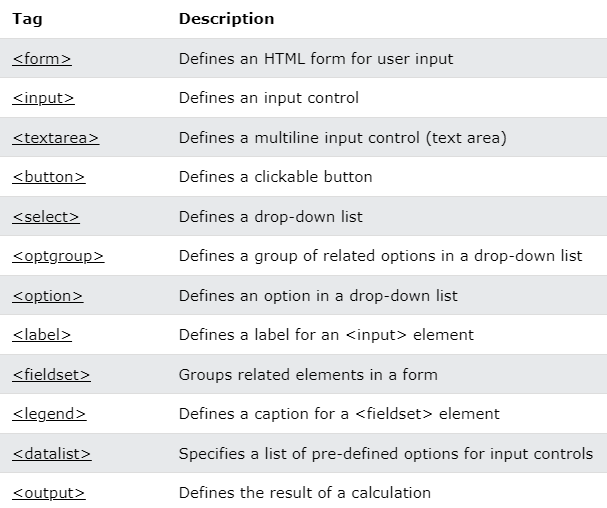 Tag Description
<form> Defines an HTML form for user input
<input> Defines an input control
<textarea> Defines a multiline input control (text area)
<button> Defines a clickable button
<select> Defines a drop-down list
<optgroup> Defines a group of related options in a drop-down list
<option> Defines an option in a drop-down list
<label> Defines a label for an <input> element
<fieldset> Groups related elements in a form
<legend> Defines a caption for a <fieldset> element
<datalist> Specifies a list of pre-defined options for input controls
<output> Defines the result of a calculation